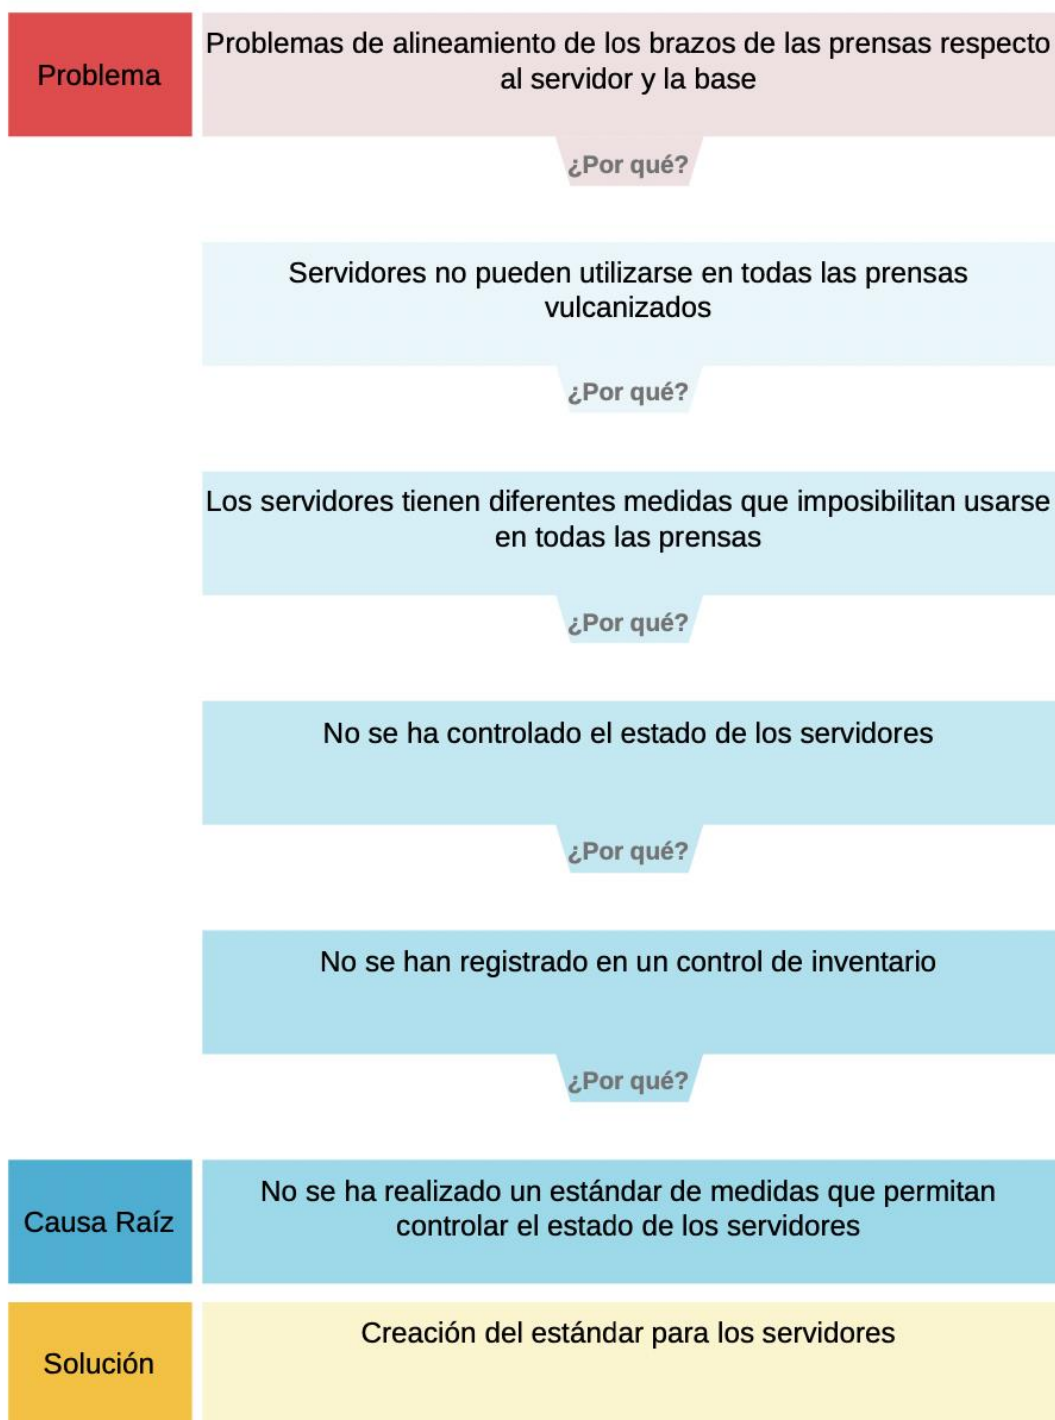 Problema
Problemas de alineamiento de los brazos de las prensas respecto
al servidor y la base
¿Por qué?
Servidores no pueden utilizarse en todas las prensas
vulcanizados
¿Por qué?
Los servidores tienen diferentes medidas que imposibilitan usarse
en todas las prensas
¿Por qué?
No se ha controlado el estado de los servidores
¿Por qué?
No se han registrado en un control de inventario
¿Por qué?
Causa Raíz
No se ha realizado un estándar de medidas que permitan
controlar el estado de los servidores
Solución
Creación del estándar para los servidores